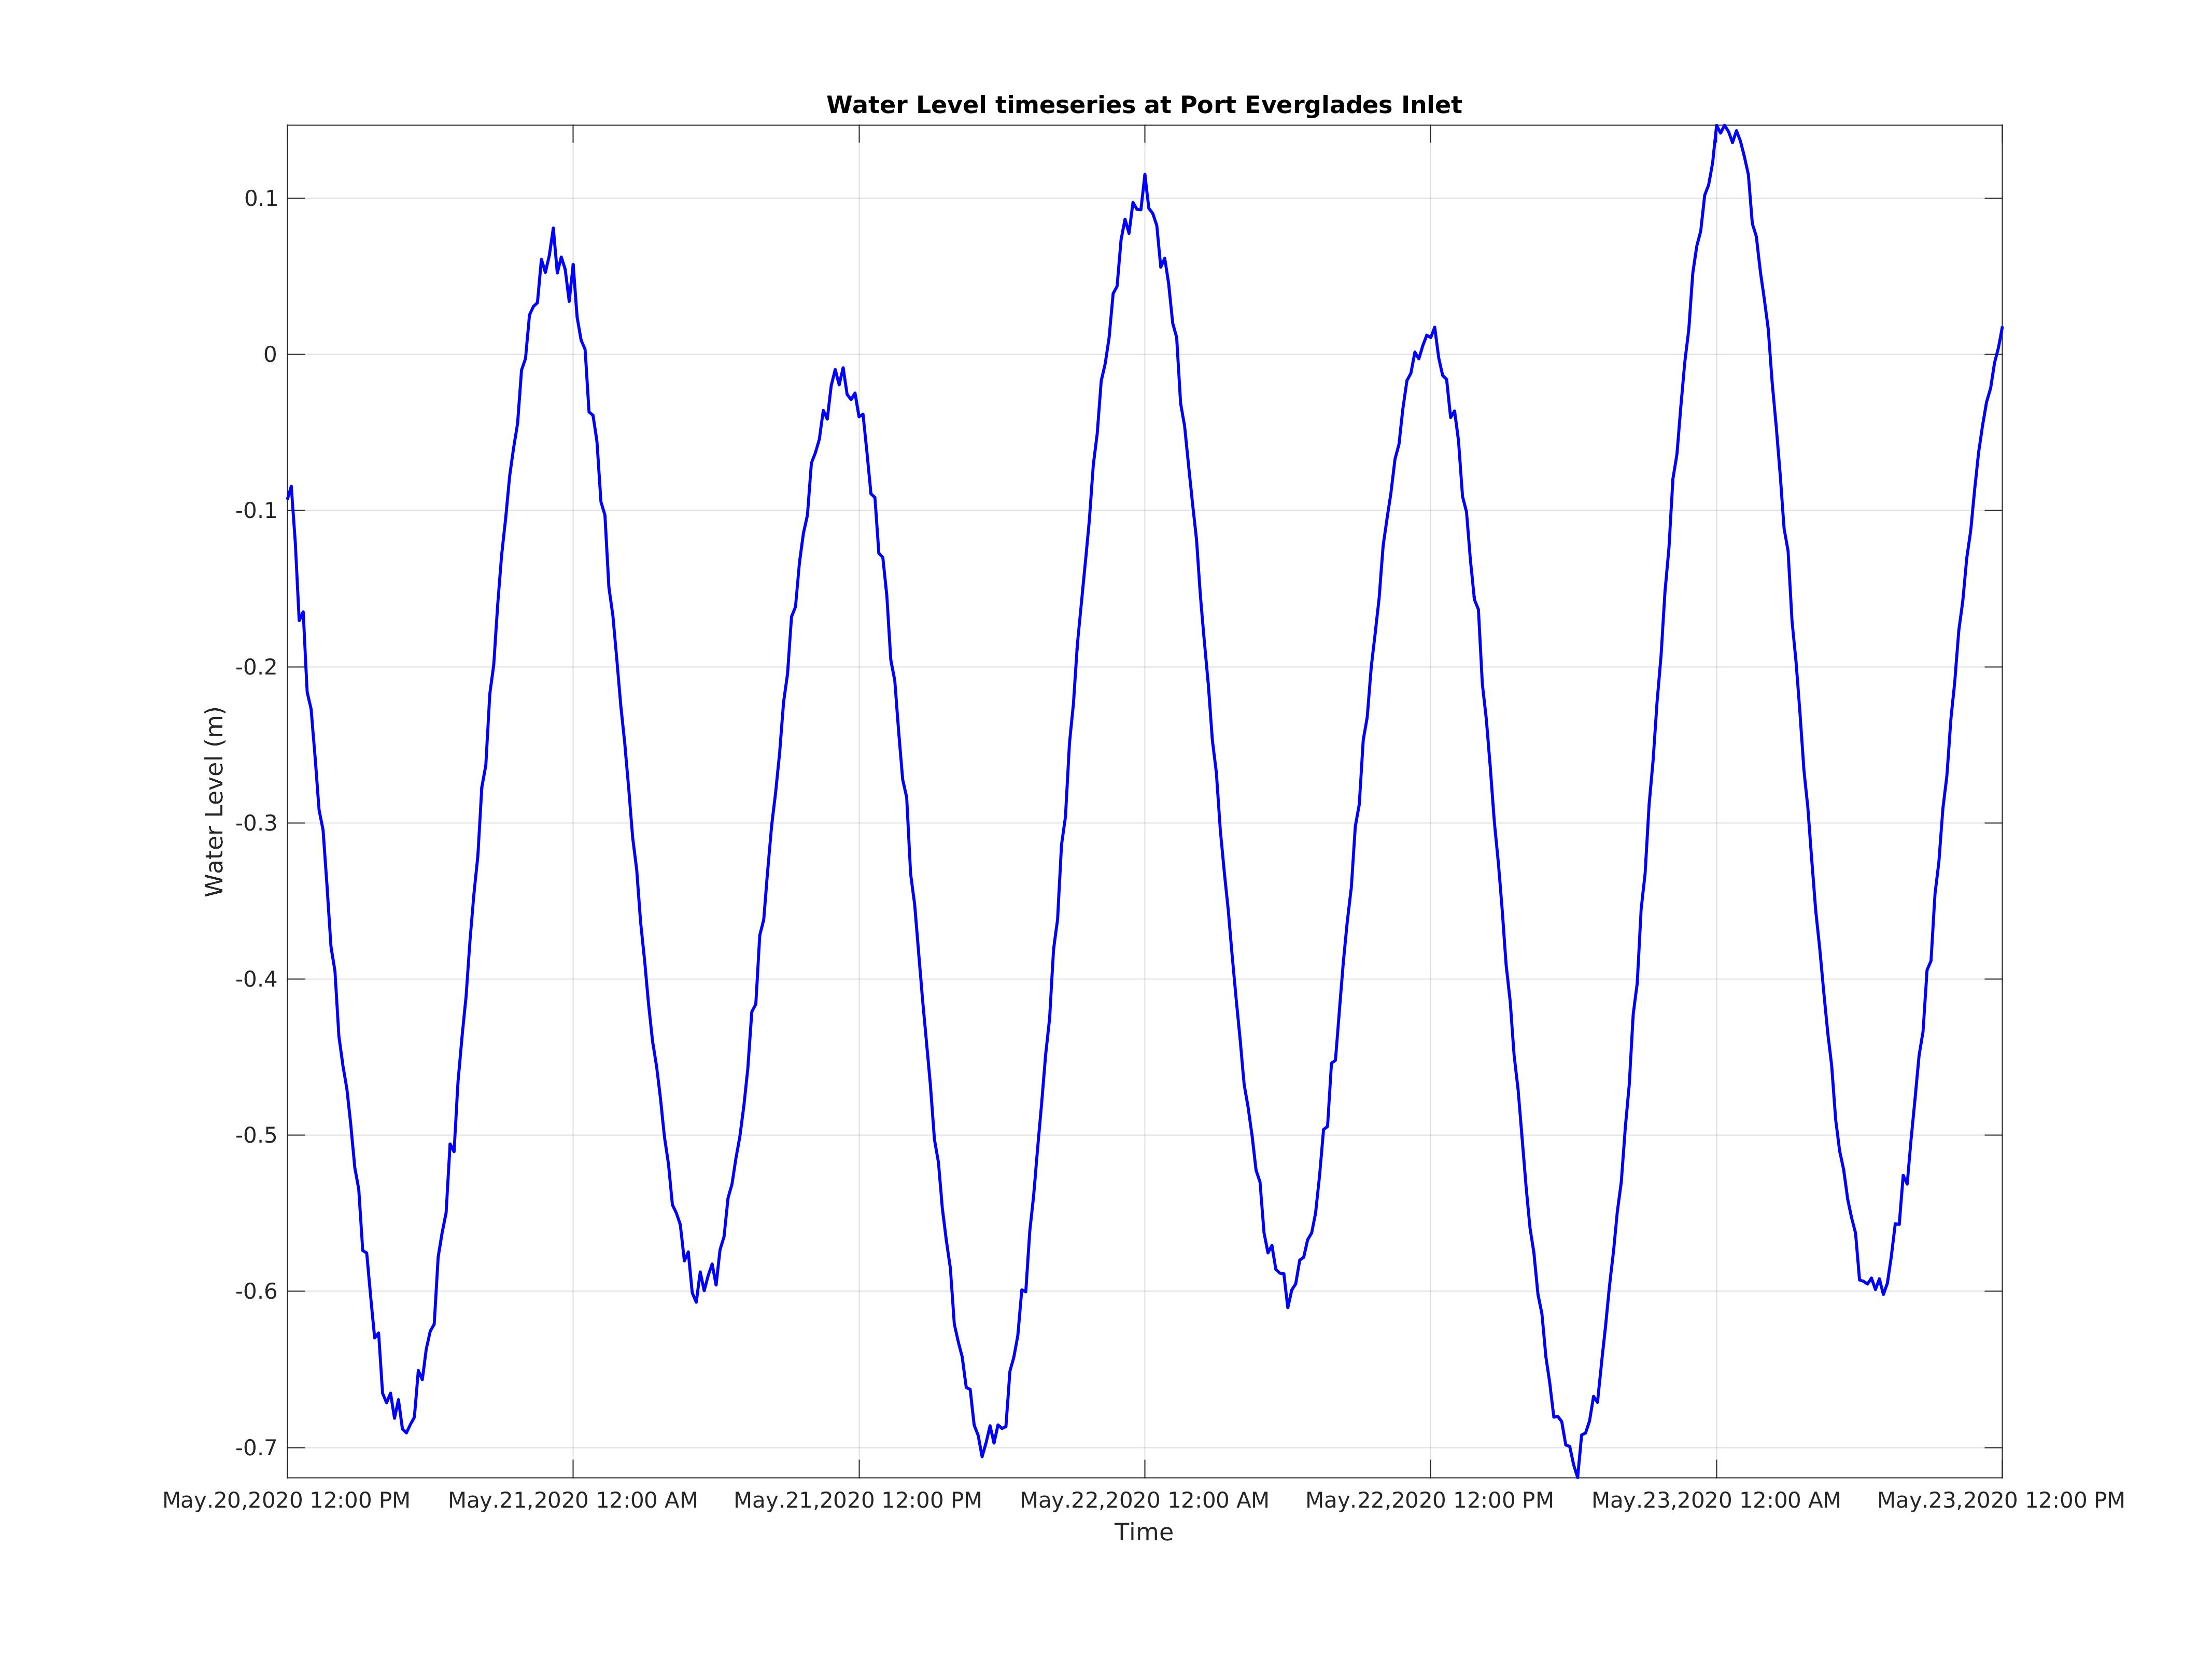 Water Level timeseries at Port Everglades Inlet
0.1
0
-0.1
-0.2
-0.3
-0.4
-0.5
-0.6
-0.7
Water Level (m)
May.20,2020 12:00 PM May.21,2020 12:00 AM May.21,2020 12:00 PM May.22,2020 12:00 AM May.22,2020 12:00 PM May.23,2020 12:00 AM May.23,2020 12:00 PM
Time